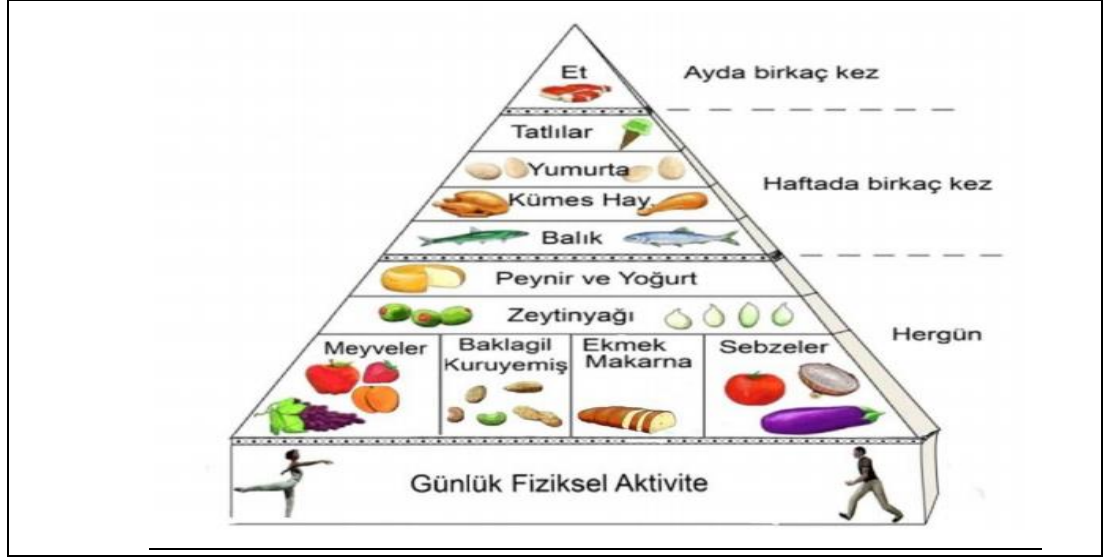 Et
Ayda birkaç kez
Tatlılar
Yumurta
Haftada birkaç kez
Kümes Hay.
Balık
Peynir ve Yoğurt
Zeytinyağı
Hergün
Meyveler
Baklagil
Kuruyemiş
Ekmek
Makarna
Sebzeler
Günlük Fiziksel Aktivite